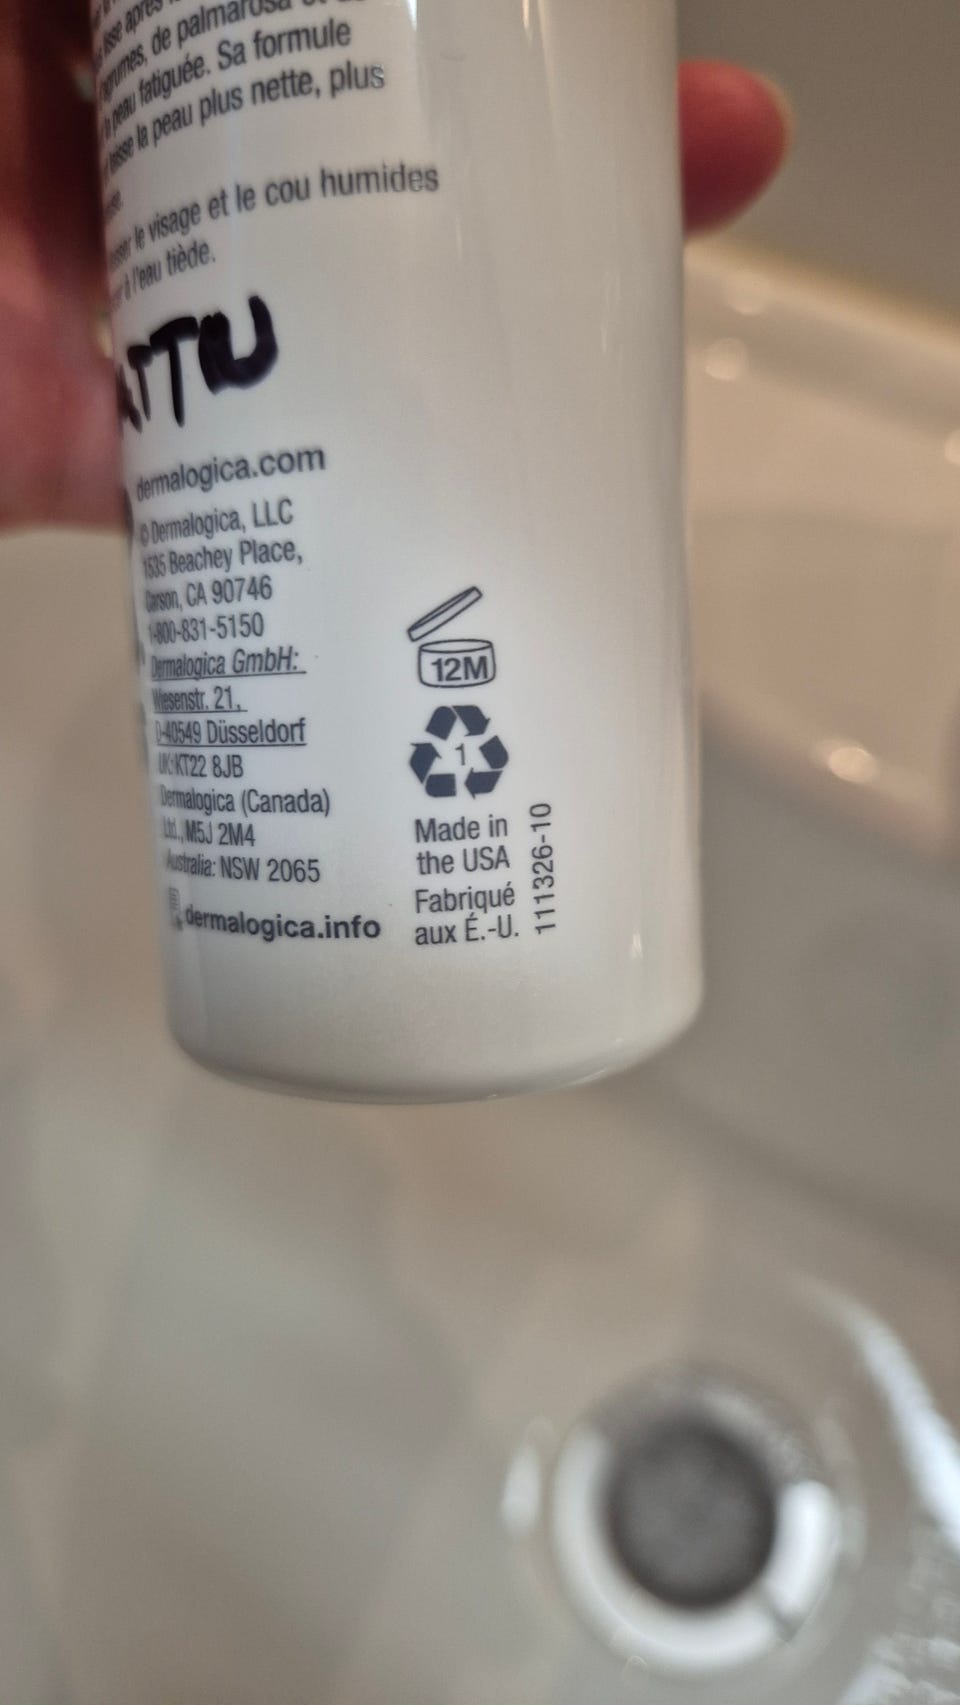 de palmarosa
peau fatiguée. Sa formule
laisse la peau plus nette, plus
le visage et le cou humides
à l'eau tiède.
dermalogica.com
© Dermalogica, LLC
1535 Beachey Place,
Carson, CA 90746
1-800-831-5150
Dermalogica GmbH:
Wiesenstr. 21,
D-40549 Düsseldorf
UK:KT22 8JB
Dermalogica (Canada)
Ltd., M5J 2M4
Australia: NSW 2065
dermalogica.info
12M
1
Made in
the USA
Fabriqué
aux É.-U.
111326-10